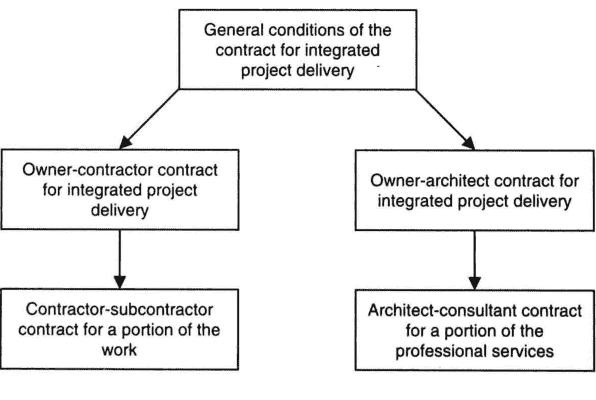 General conditions of the
contract for integrated
project delivery
Owner-contractor contract
for integrated project
delivery
Owner-architect contract for
integrated project delivery
Contractor-subcontractor
contract for a portion of the
work
Architect-consultant contract
for a portion of the
professional services